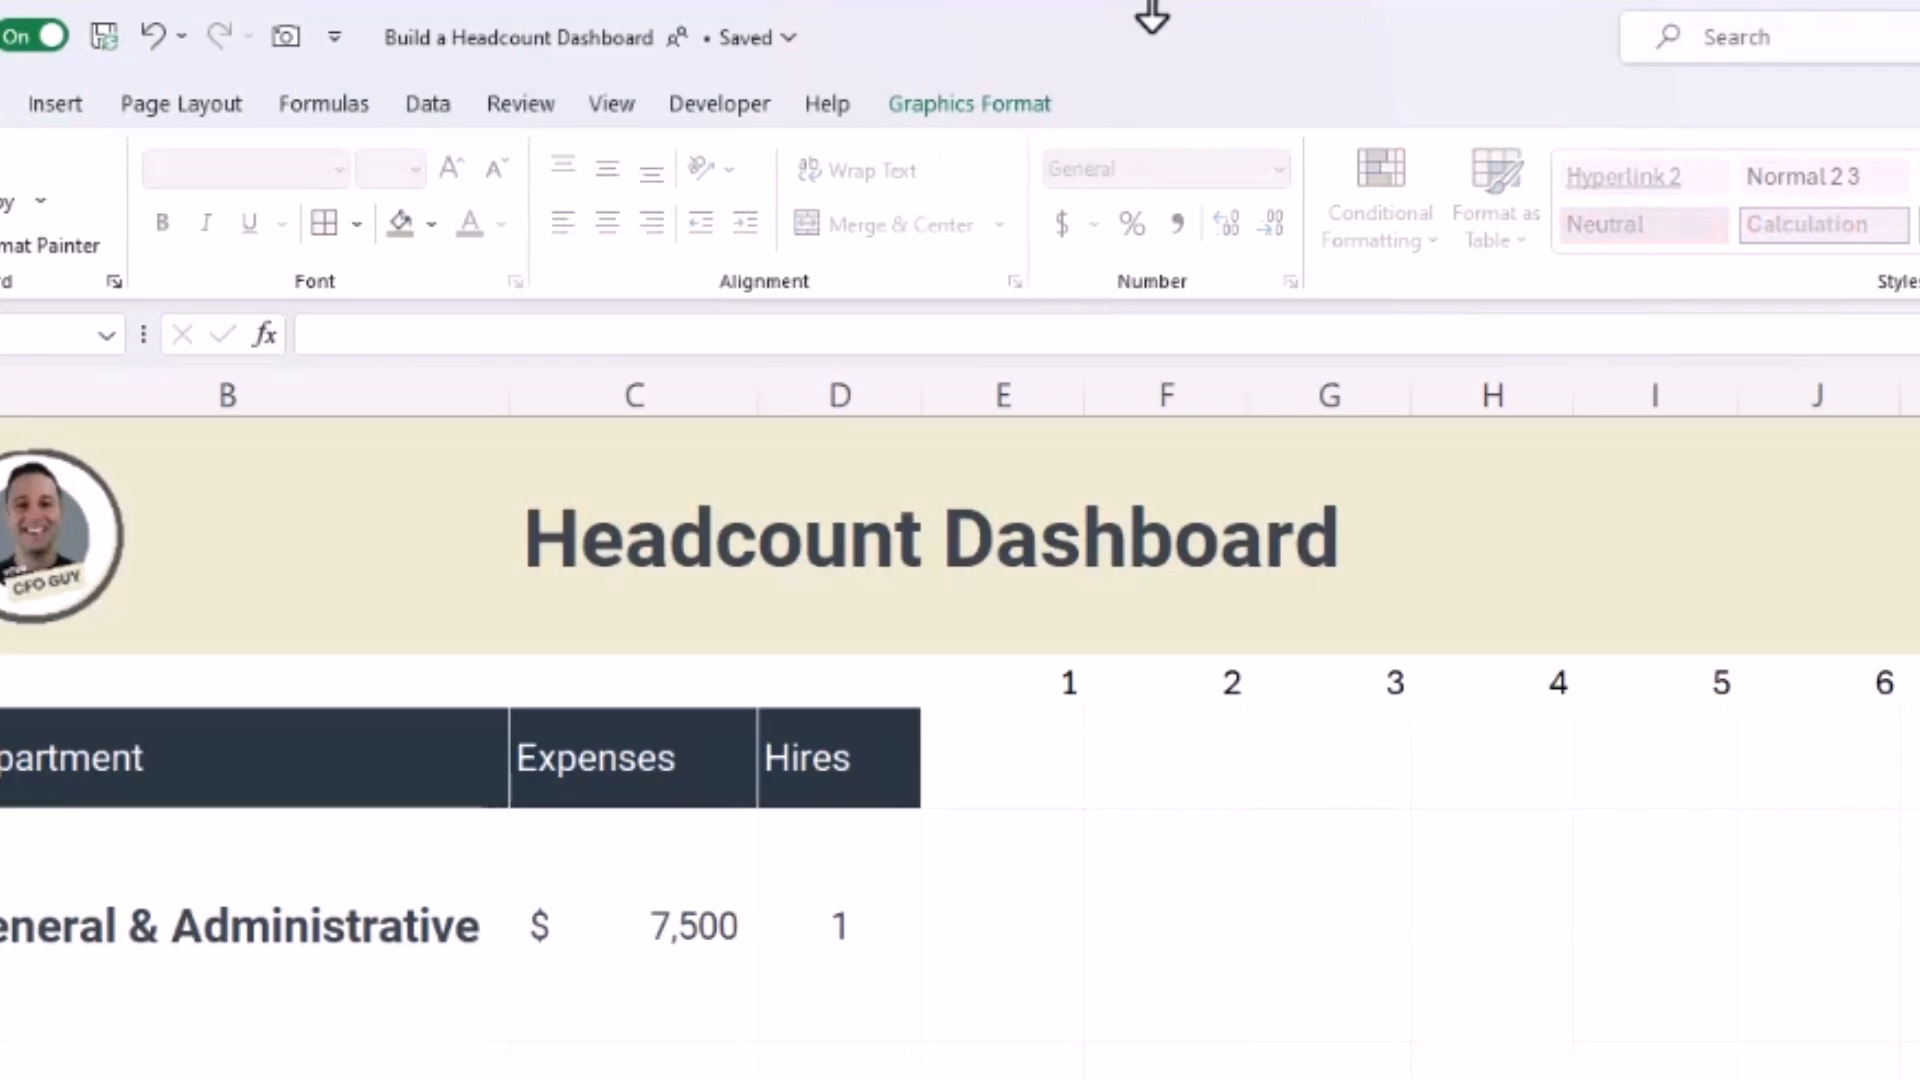 On Build a Headcount Dashboard • Saved Search
Insert Page Layout Formulas Data Review View Developer Help Graphics Format
Wrap Text General Hyperlink 2 Normal 2 3
B I U Merge & Center $ % Conditional Formatting Format as Table Neutral Calculation
mat Painter
Font Alignment Number Styles
fx
B C D E F G H I J
Headcount Dashboard
CFO GUY
1 2 3 4 5 6
partment Expenses Hires
eneral & Administrative $ 7,500 1